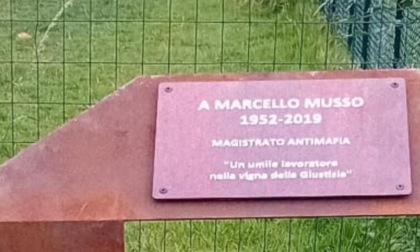 A MARCELLO MUSSO
1952-2019
MAGISTRATO ANTIMAFIA
"Un umile lavoratore
nella vigna della Giustizia"